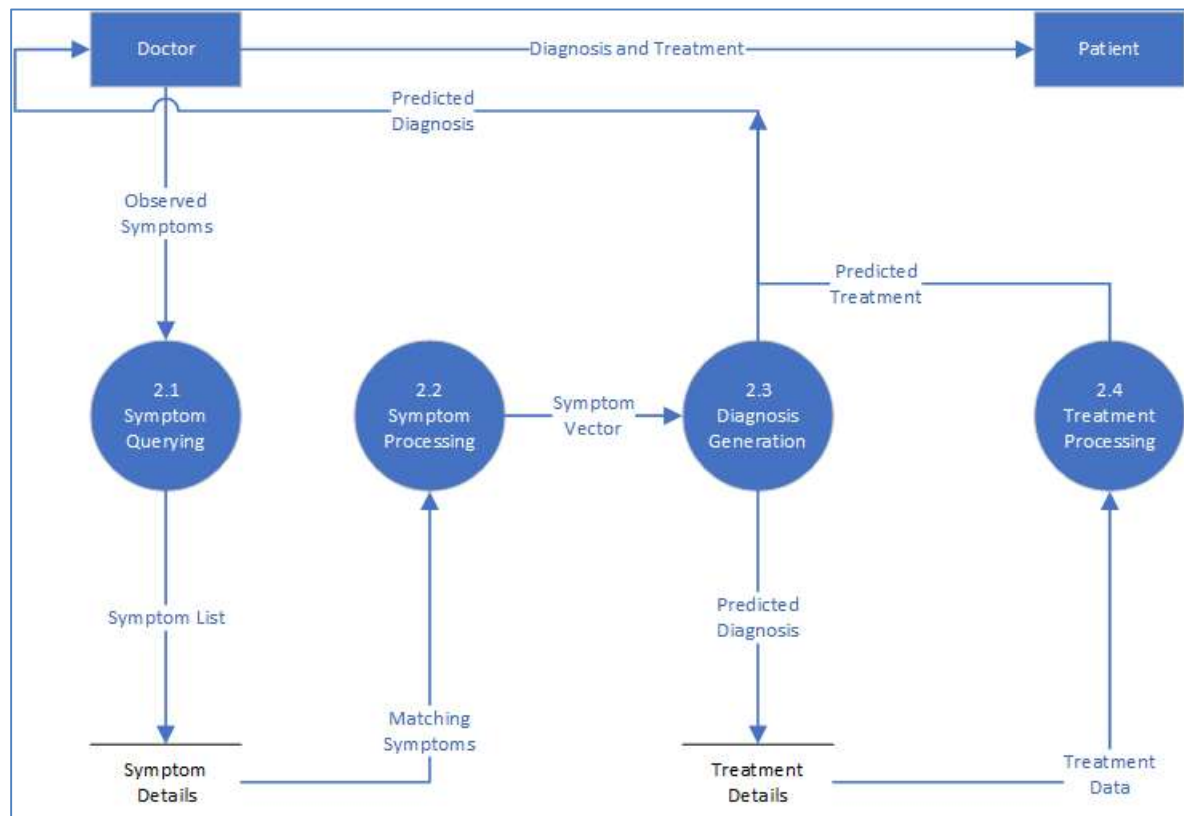 Doctor
Diagnosis and Treatment
Patient
Predicted
Diagnosis
Observed
Symptoms
Predicted
Treatment
2.1
Symptom
Querying
2.2
Symptom
Processing
Symptom
Vector
2.3
Diagnosis
Generation
2.4
Treatment
Processing
Symptom List
Predicted
Diagnosis
Matching
Symptoms
Symptom
Details
Treatment
Details
Treatment
Data